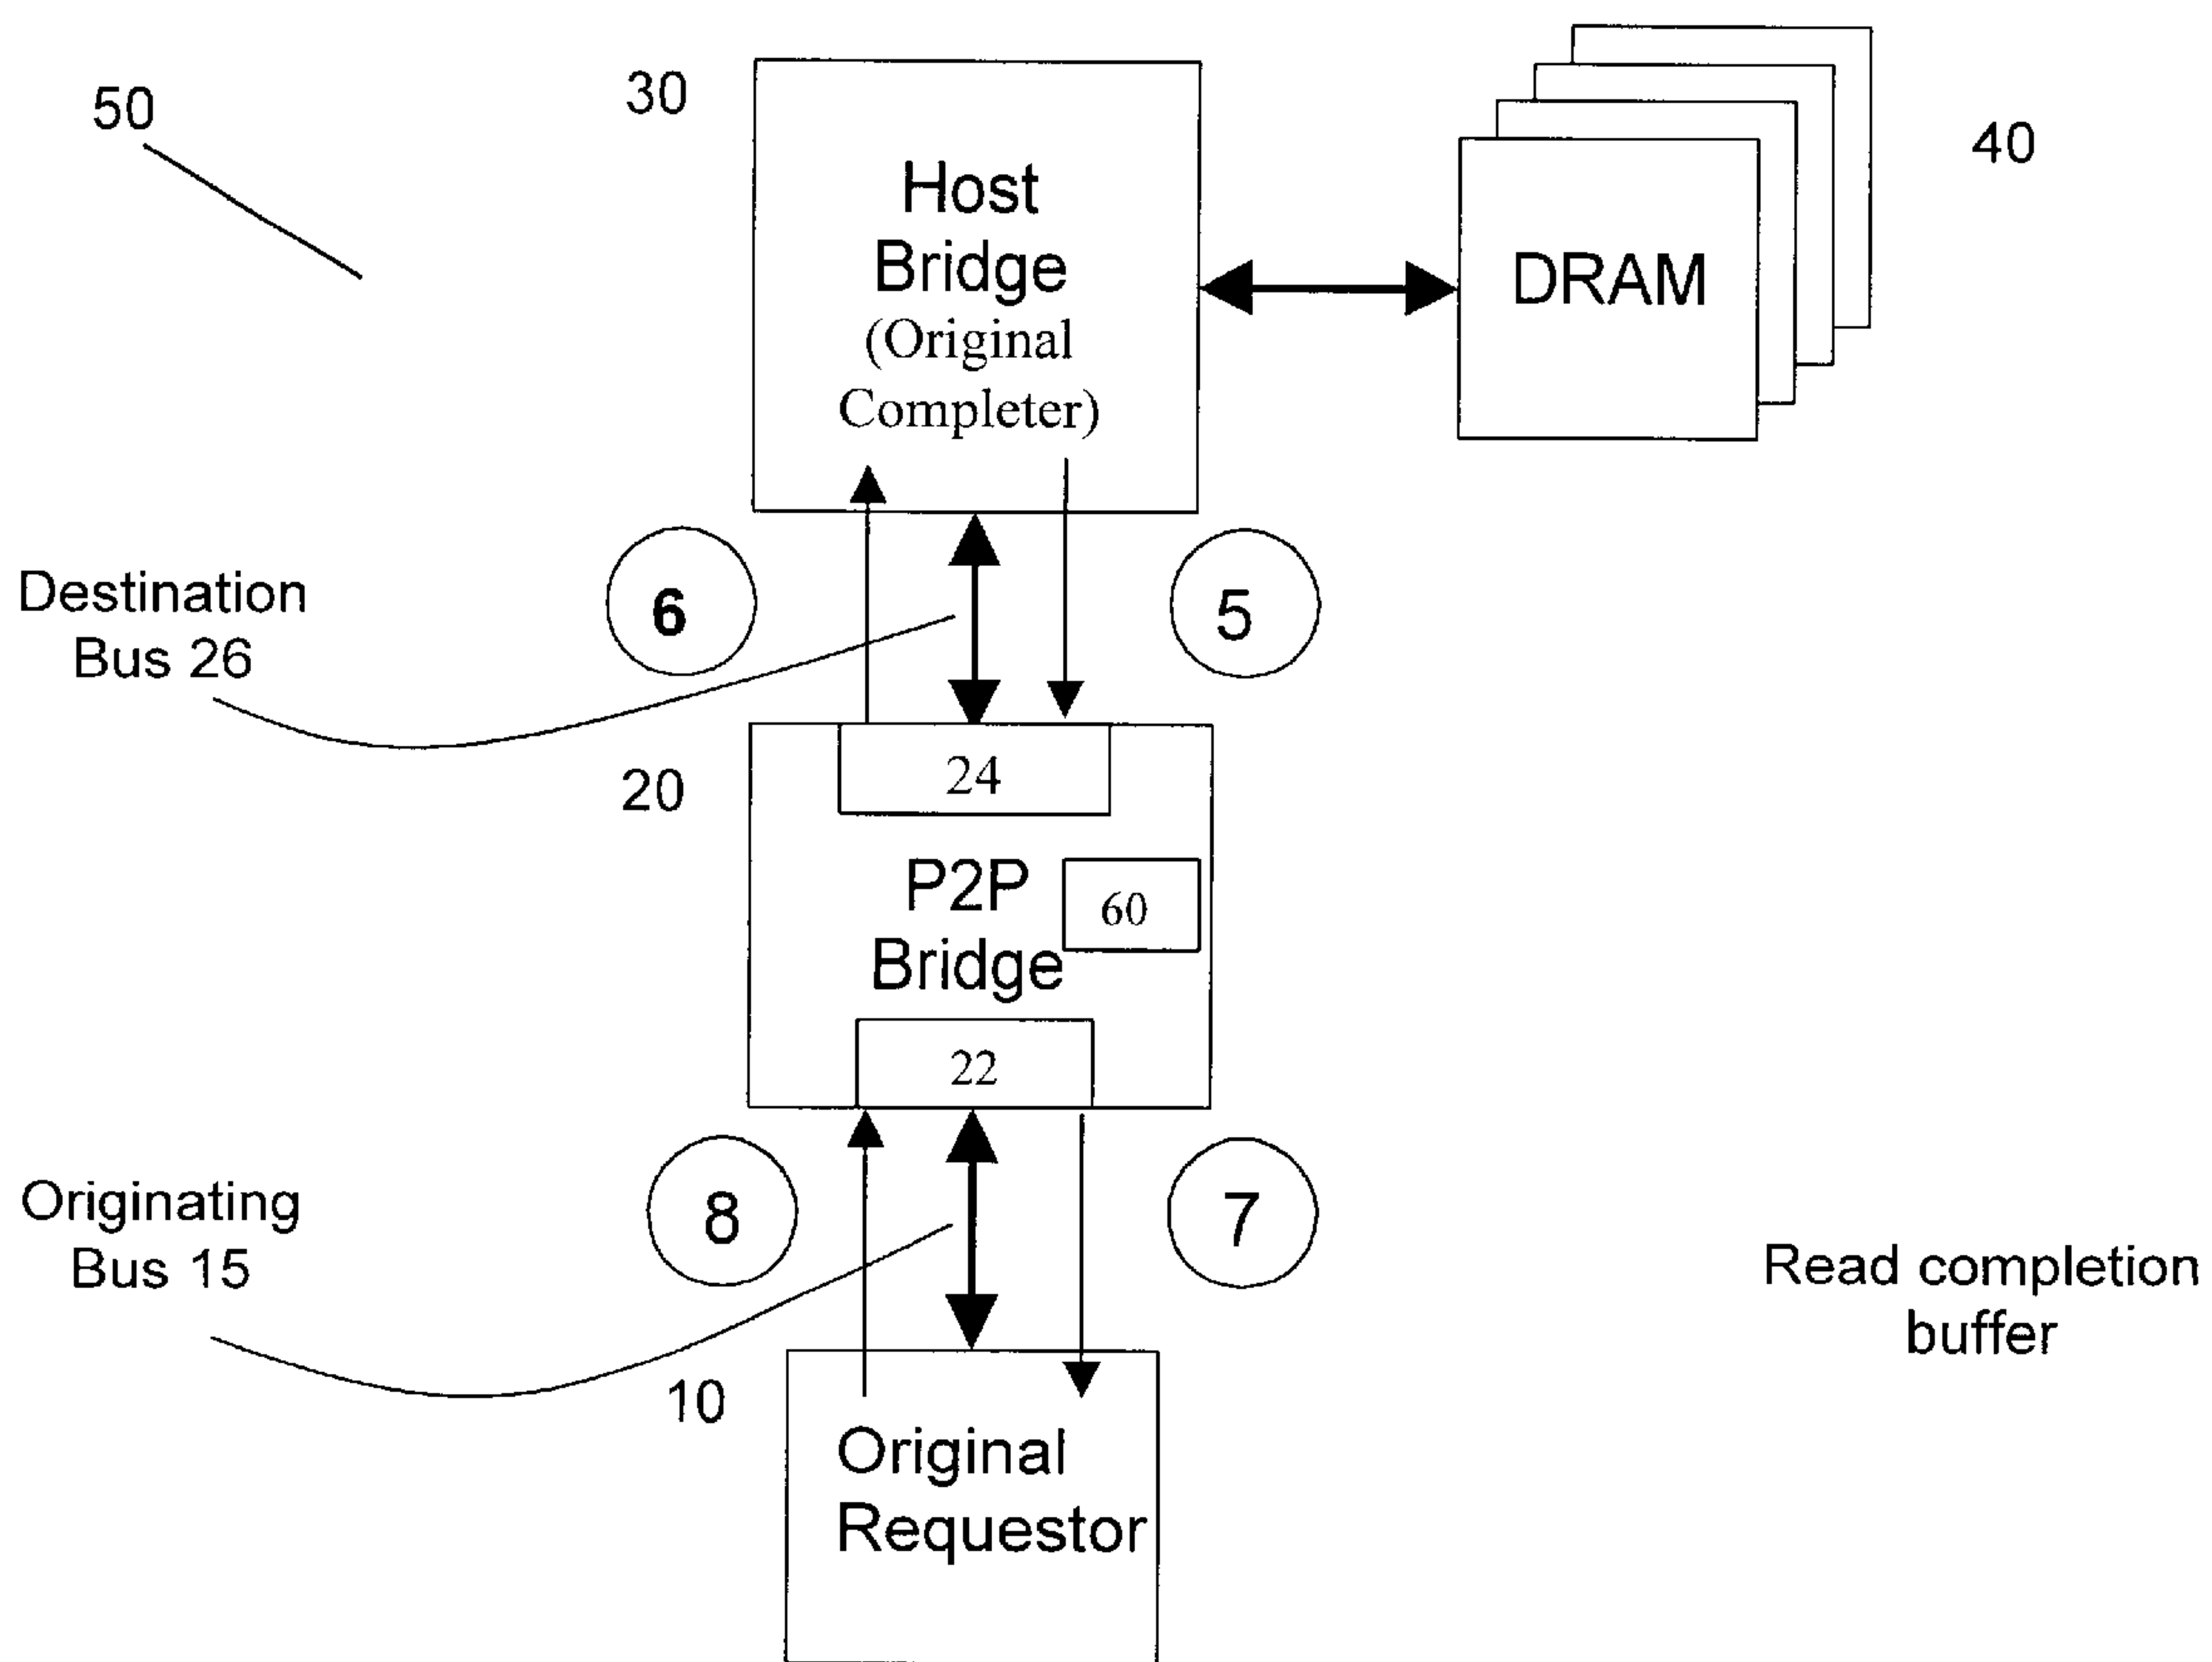 50
30
Host
Bridge
(Original
Completer)
DRAM
40
Destination
Bus 26
6
5
20
24
P2P
Bridge
60
22
Originating
Bus 15
8
7
Read completion
buffer
10
Original
Requestor